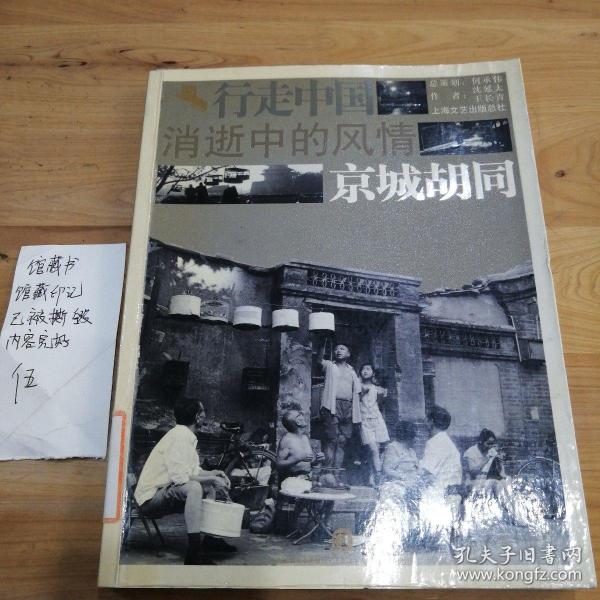 行走中国
消逝中的风情
京城胡同
总策划：何承伟
沈延太
作者：王长青
上海文艺出版总社
馆藏书
馆藏印记
已被撕毁
内容完好
伍
孔夫子旧书网
www.kongfz.com